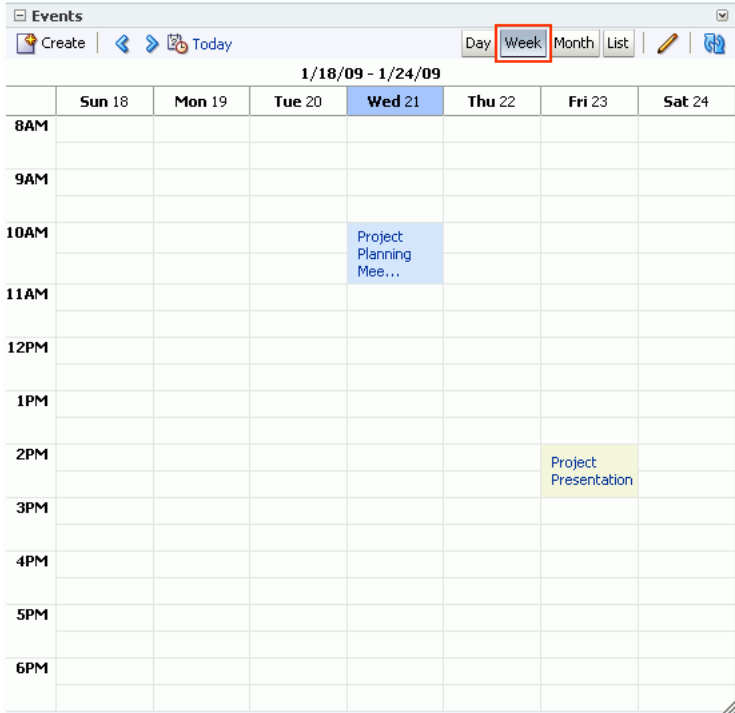 Events
Create Today Day Week Month List
1/18/09 - 1/24/09
Sun 18 Mon 19 Tue 20 Wed 21 Thu 22 Fri 23 Sat 24
8AM
9AM
10AM
Project
Planning
Mee...
11AM
12PM
1PM
2PM
Project
Presentation
3PM
4PM
5PM
6PM